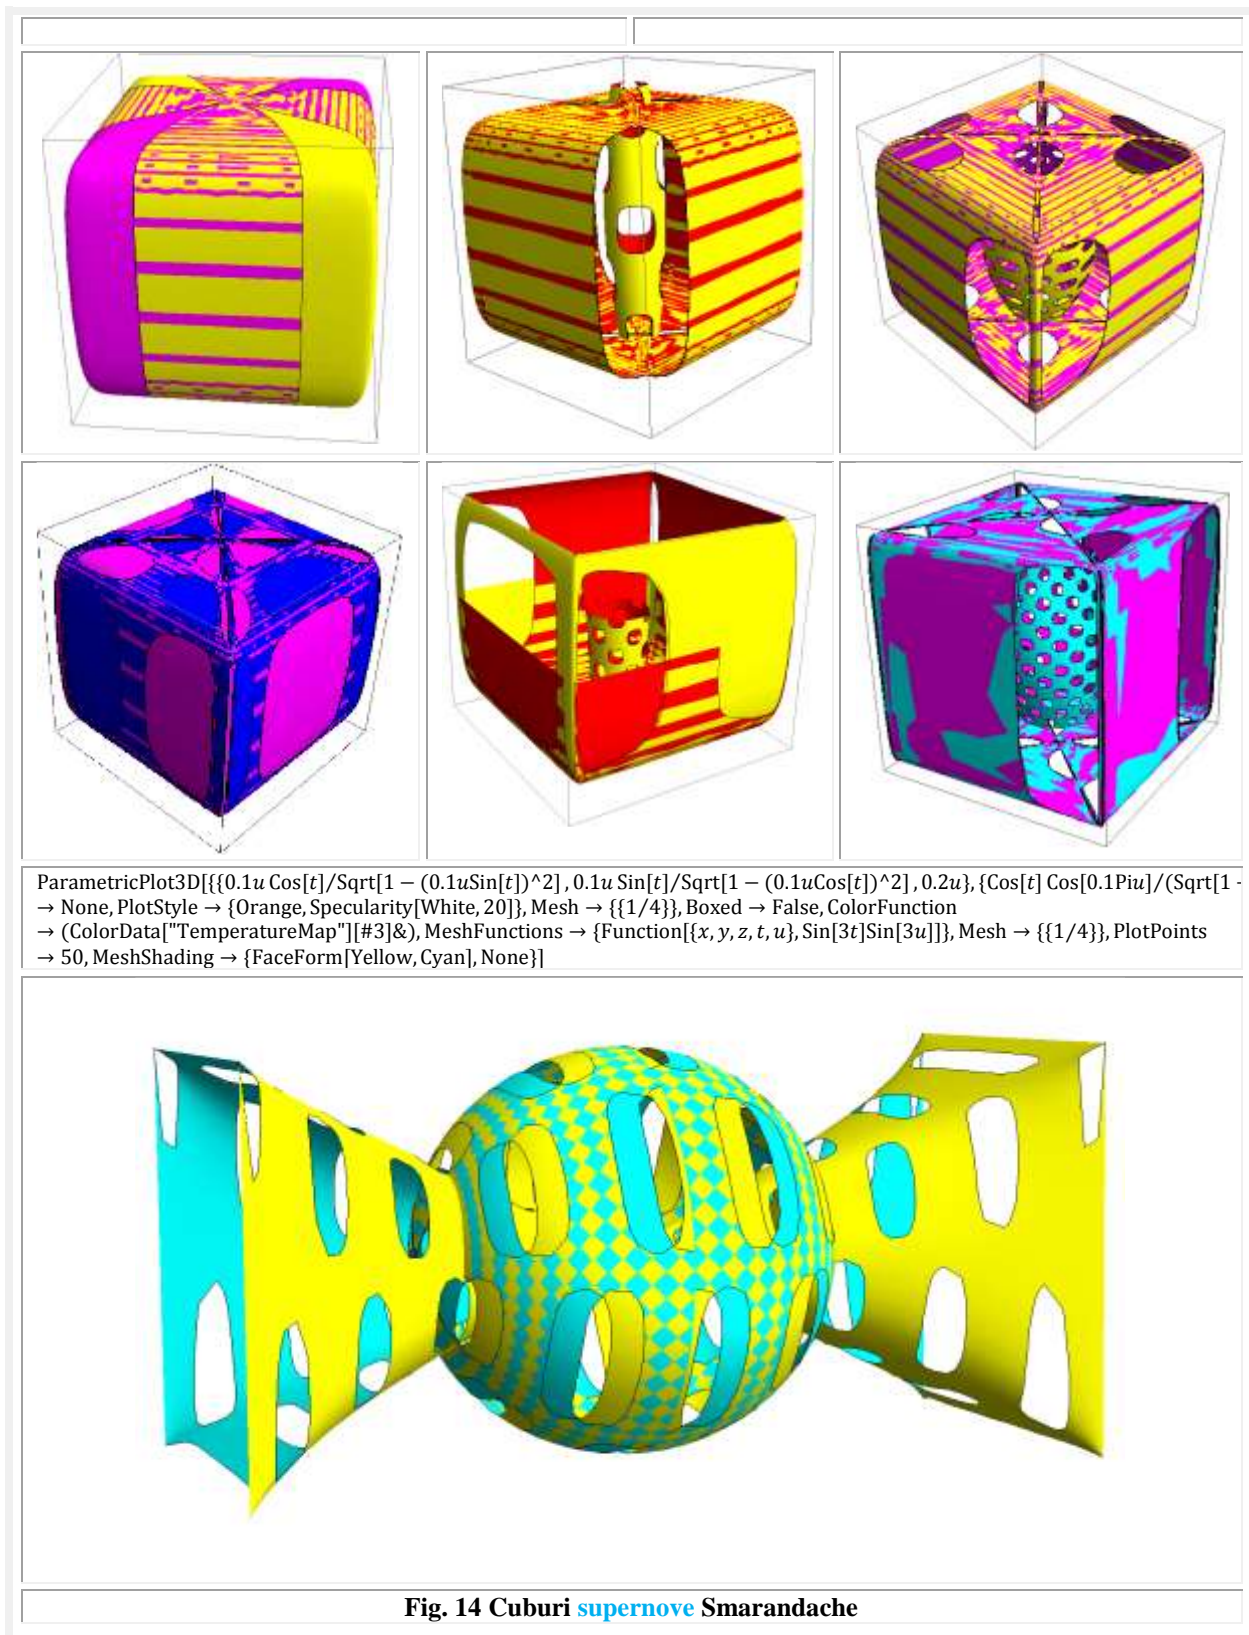 ParametricPlot3D[{{0.1u Cos[t]/Sqrt[1 − (0.1uSin[t])^2] , 0.1u Sin[t]/Sqrt[1 − (0.1uCos[t])^2] , 0.2u}, {Cos[t] Cos[0.1Piu]/(Sqrt[1 -
→ None, PlotStyle → {Orange, Specularity[White, 20]}, Mesh → {{1/4}}, Boxed → False, ColorFunction
→ (ColorData["TemperatureMap"][#3]&), MeshFunctions → {Function[{x, y, z, t, u}, Sin[3t]Sin[3u]]}, Mesh → {{1/4}}, PlotPoints
→ 50, MeshShading → {FaceForm[Yellow, Cyan], None}]
Fig. 14 Cuburi supernove Smarandache